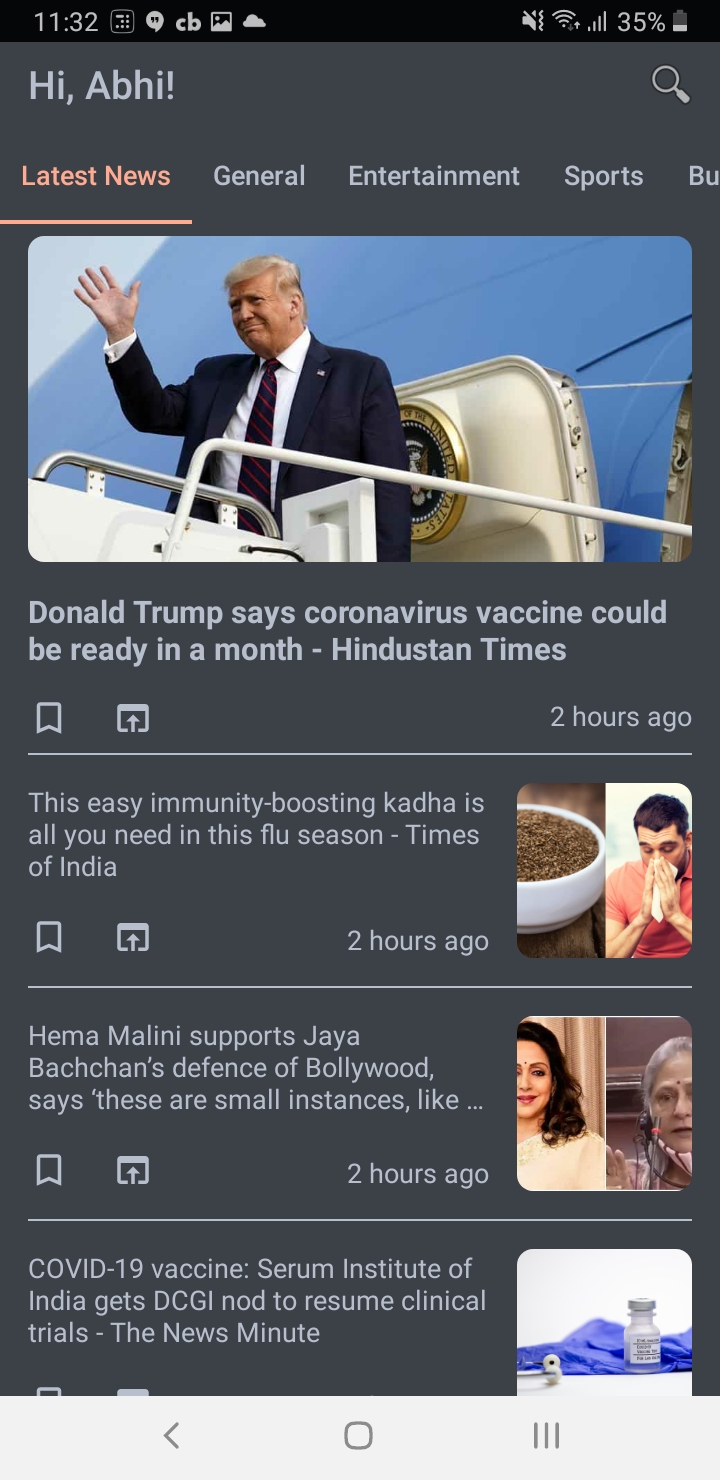 11:32 cb 35%
Hi, Abhi!
Latest News General Entertainment Sports Bu
OF THE UNITED STATES
Donald Trump says coronavirus vaccine could
be ready in a month - Hindustan Times
2 hours ago
This easy immunity-boosting kadha is
all you need in this flu season - Times
of India
2 hours ago
Hema Malini supports Jaya
Bachchan’s defence of Bollywood,
says ‘these are small instances, like …
2 hours ago
COVID-19 vaccine: Serum Institute of
India gets DCGI nod to resume clinical
trials - The News Minute